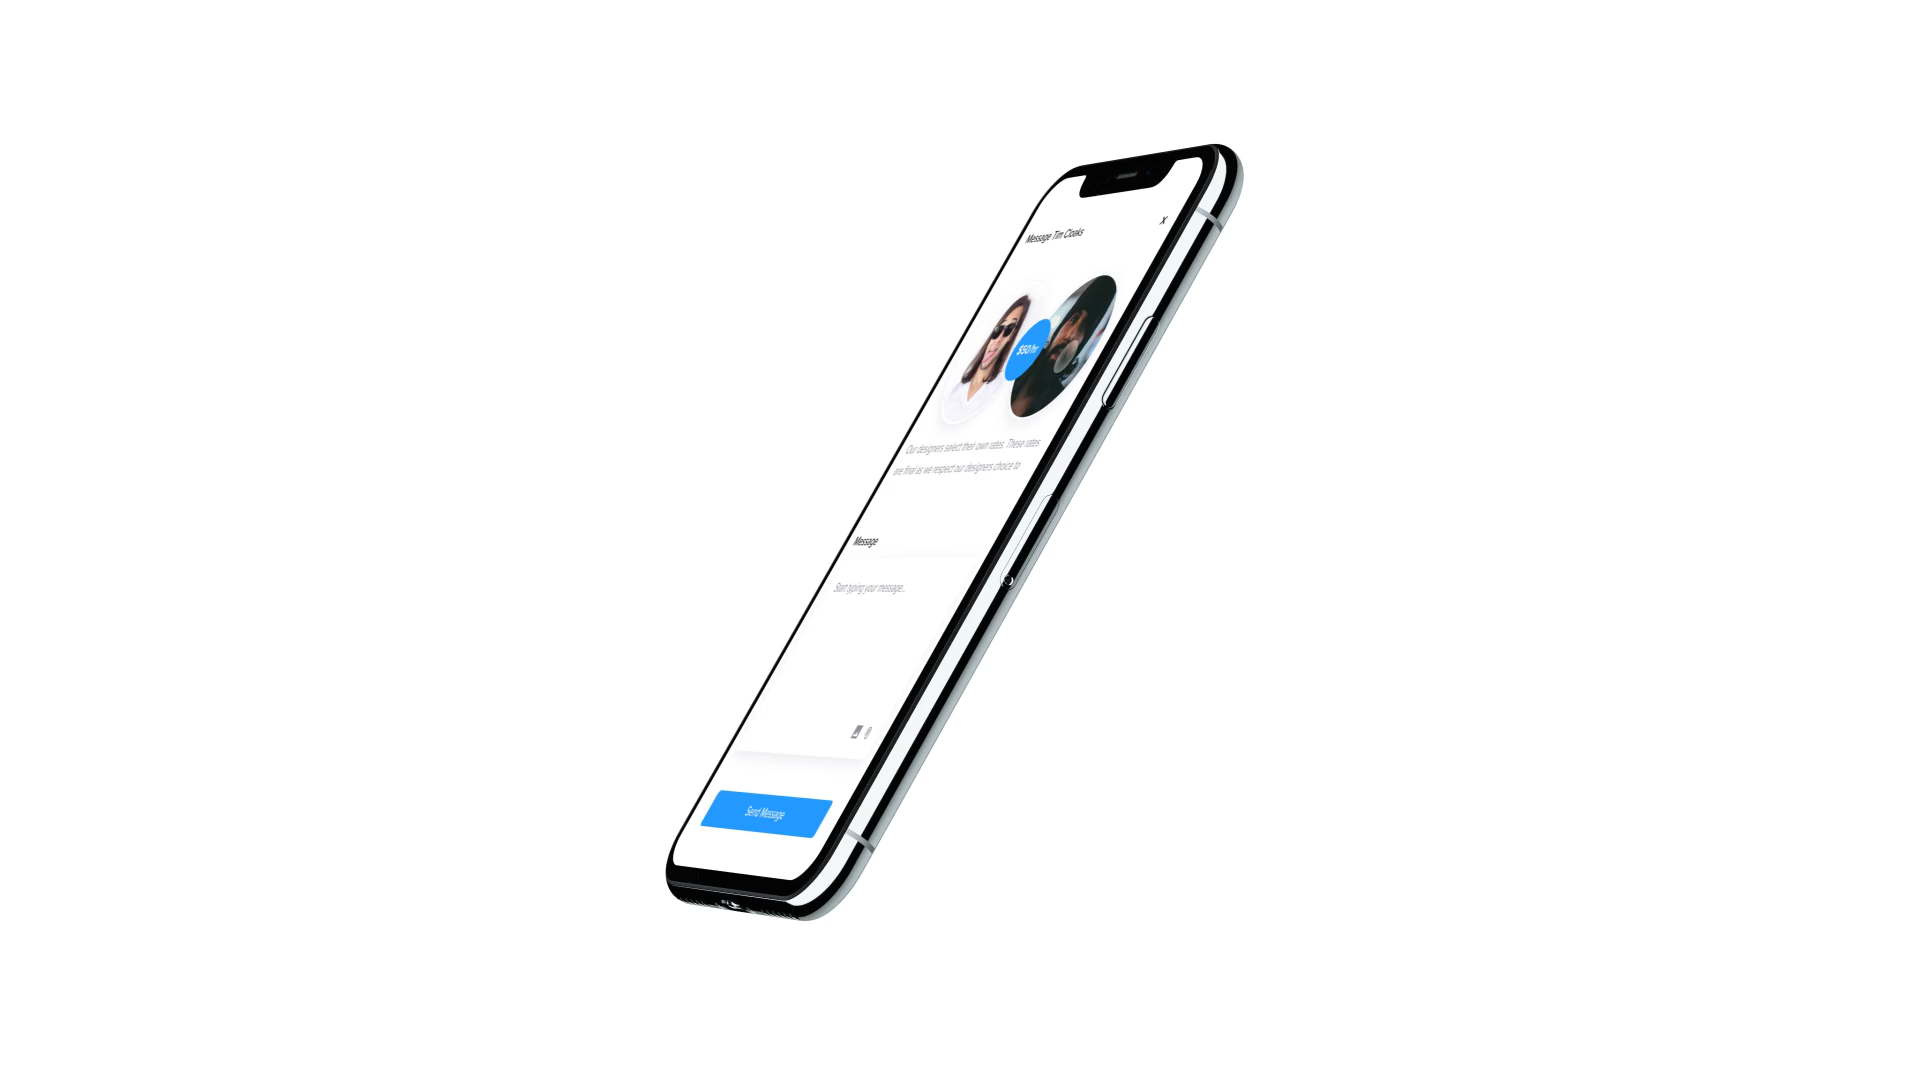 X
Message Tim Cloaks
$50/hr
Our designers select their own rates. These rates
are final as we respect our designers choice to
Message
Start typing your message...
Send Message